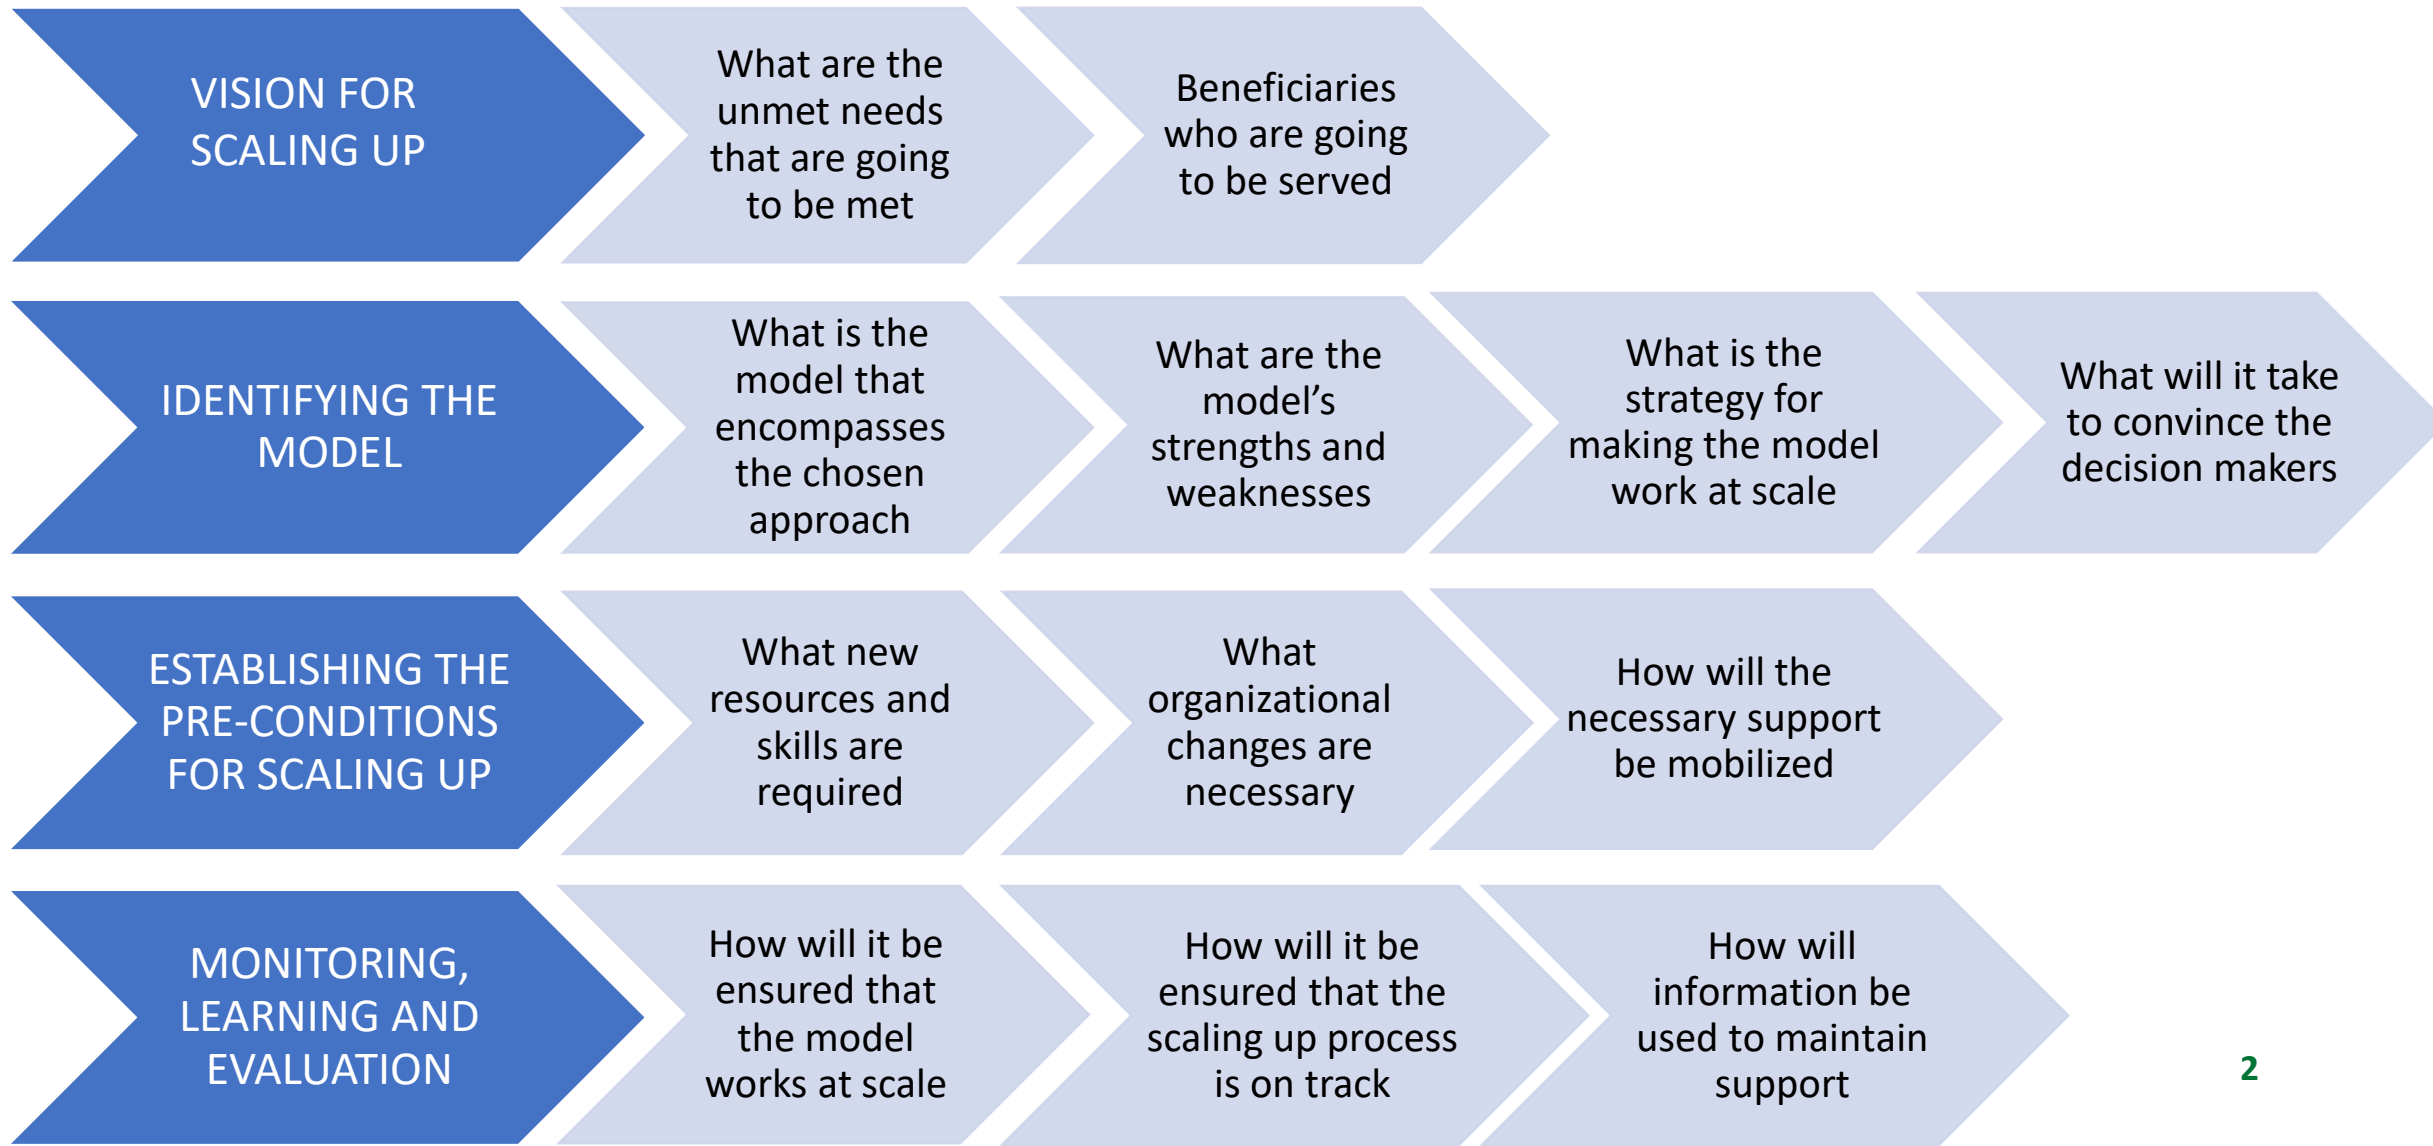 VISION FOR
SCALING UP
What are the
unmet needs
that are going
to be met
Beneficiaries
who are going
to be served
IDENTIFYING THE
MODEL
What is the
model that
encompasses
the chosen
approach
What are the
model’s
strengths and
weaknesses
What is the
strategy for
making the model
work at scale
What will it take
to convince the
decision makers
ESTABLISHING THE
PRE-CONDITIONS
FOR SCALING UP
What new
resources and
skills are
required
What
organizational
changes are
necessary
How will the
necessary support
be mobilized
MONITORING,
LEARNING AND
EVALUATION
How will it be
ensured that
the model
works at scale
How will it be
ensured that the
scaling up process
is on track
How will
information be
used to maintain
support
2